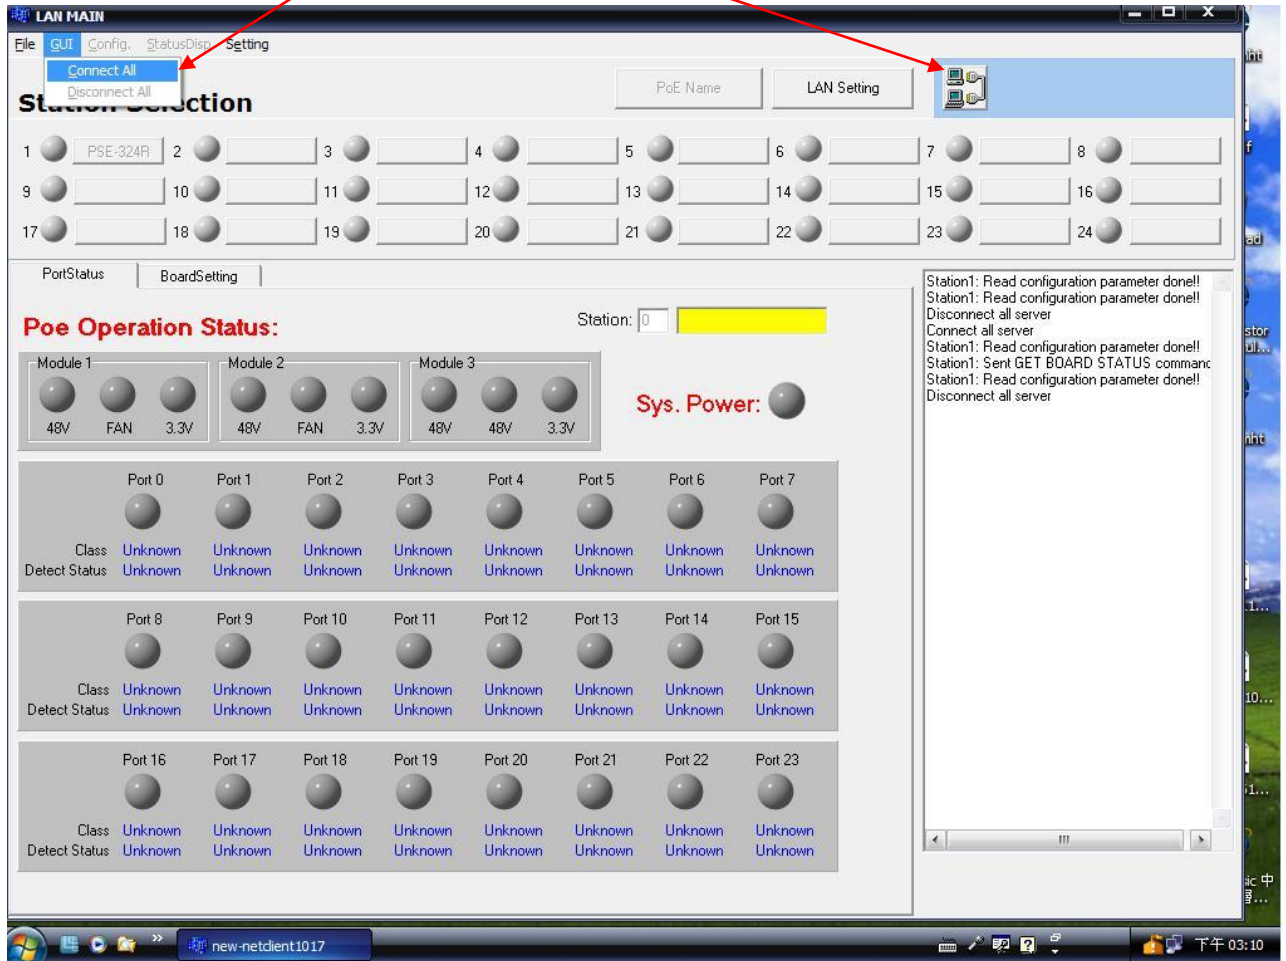 LAN MAIN
File GUI Config. StatusDisp Setting
Connect All
Disconnect All
Station Selection
PoE Name LAN Setting
1 PSE-324R 2 3 4 5 6 7 8
9 10 11 12 13 14 15 16
17 18 19 20 21 22 23 24
PortStatus BoardSetting
Poe Operation Status:
Station: 0
Module 1 Module 2 Module 3
48V FAN 3.3V 48V FAN 3.3V 48V 48V 3.3V
Sys. Power:
Port 0 Port 1 Port 2 Port 3 Port 4 Port 5 Port 6 Port 7
Class Unknown Unknown Unknown Unknown Unknown Unknown Unknown Unknown
Detect Status Unknown Unknown Unknown Unknown Unknown Unknown Unknown Unknown
Port 8 Port 9 Port 10 Port 11 Port 12 Port 13 Port 14 Port 15
Class Unknown Unknown Unknown Unknown Unknown Unknown Unknown Unknown
Detect Status Unknown Unknown Unknown Unknown Unknown Unknown Unknown Unknown
Port 16 Port 17 Port 18 Port 19 Port 20 Port 21 Port 22 Port 23
Class Unknown Unknown Unknown Unknown Unknown Unknown Unknown Unknown
Detect Status Unknown Unknown Unknown Unknown Unknown Unknown Unknown Unknown
Station1: Read configuration parameter done!!
Station1: Read configuration parameter done!!
Disconnect all server
Connect all server
Station1: Read configuration parameter done!!
Station1: Sent GET BOARD STATUS command
Station1: Read configuration parameter done!!
Disconnect all server
new-netclient1017
下午 03:10